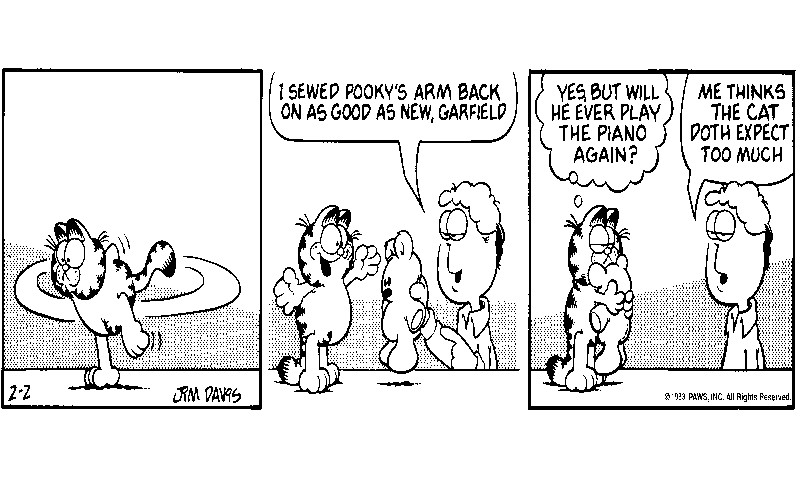 2-2
JIM DAVIS
I SEWED POOKY'S ARM BACK
ON AS GOOD AS NEW, GARFIELD
YES, BUT WILL
HE EVER PLAY
THE PIANO
AGAIN?
ME THINKS
THE CAT
DOTH EXPECT
TOO MUCH
© PAWS, INC. All Rights Reserved.